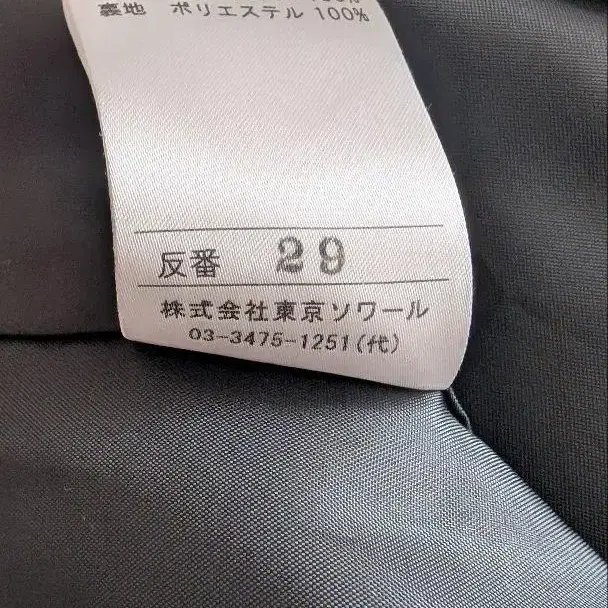 裏地 ポリエステル 100%
反番 29
株式会社東京ソワール
03-3475-1251(代)